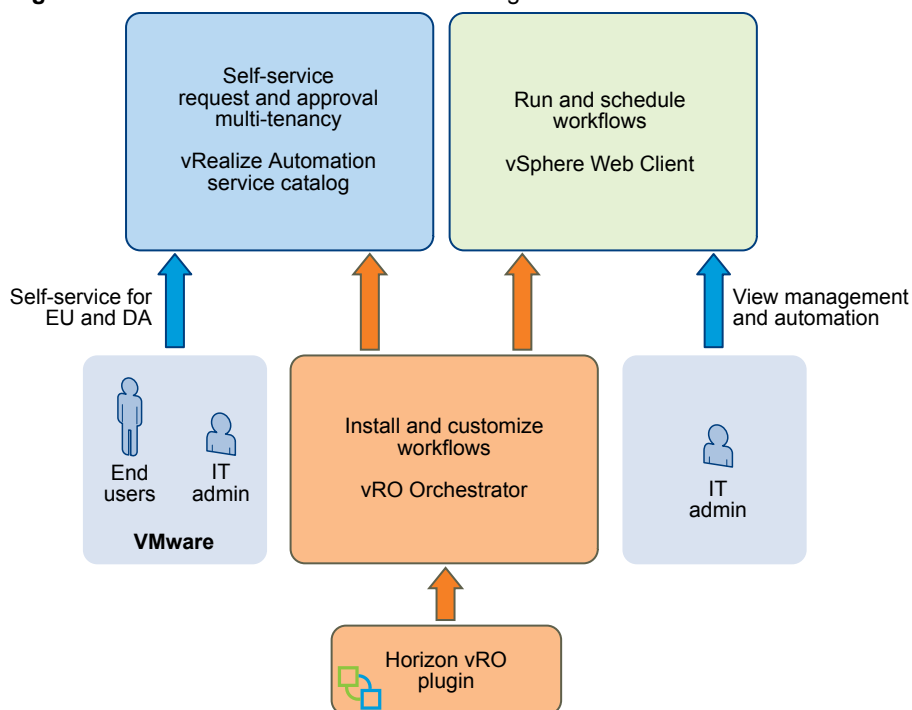 Self-service
request and approval
multi-tenancy
vRealize Automation
service catalog
Run and schedule
workflows
vSphere Web Client
Self-service for
EU and DA
View management
and automation
End
users
IT
admin
VMware
Install and customize
workflows
vRO Orchestrator
IT
admin
Horizon vRO
plugin